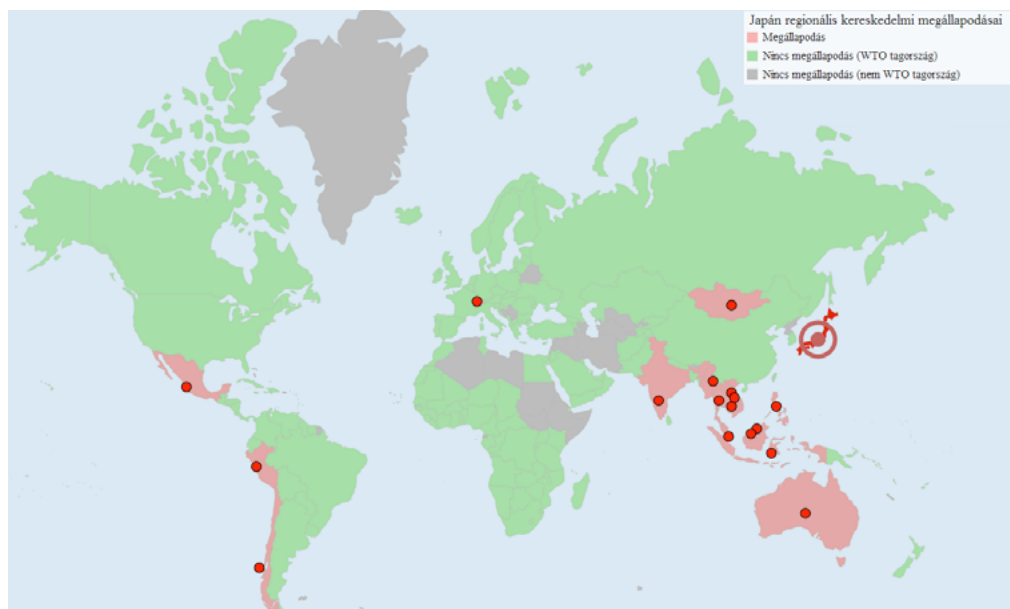 Japán regionális kereskedelmi megállapodásai
Megállapodás
Nincs megállapodás (WTO tagország)
Nincs megállapodás (nem WTO tagország)